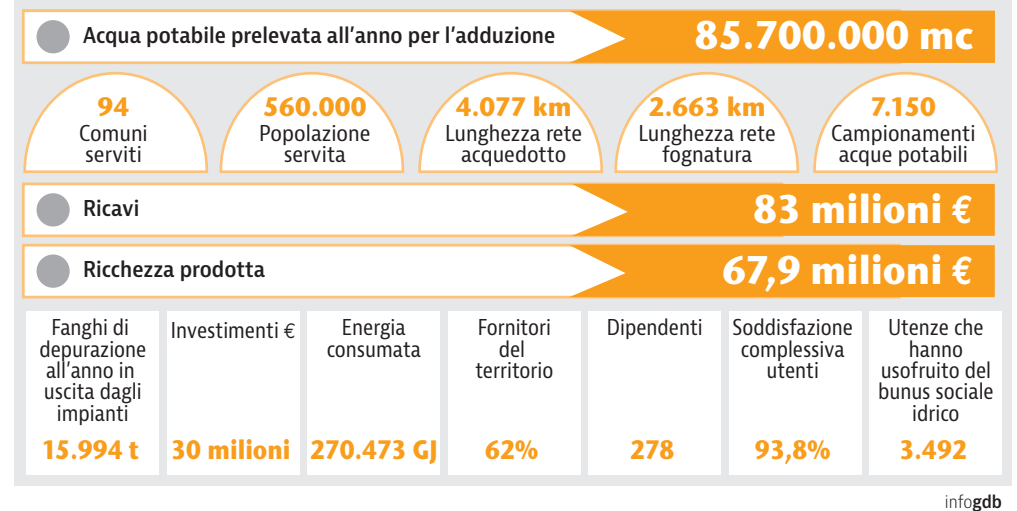 Acqua potabile prelevata all'anno per l'adduzione
85.700.000 mc
94
Comuni
serviti
560.000
Popolazione
servita
4.077 km
Lunghezza rete
acquedotto
2.663 km
Lunghezza rete
fognatura
7.150
Campionamenti
acque potabili
Ricavi
83 milioni €
Ricchezza prodotta
67,9 milioni €
Fanghi di
depurazione
all'anno in
uscita dagli
impianti
15.994 t
Investimenti €
30 milioni
Energia
consumata
270.473 GJ
Fornitori
del
territorio
62%
Dipendenti
278
Soddisfazione
complessiva
utenti
93,8%
Utenze che
hanno
usofruito del
bunus sociale
idrico
3.492
infogdb